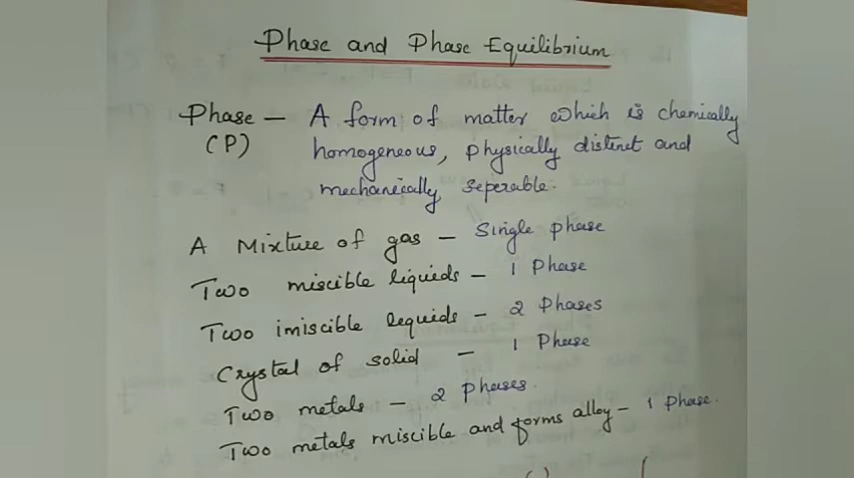 Phase and Phase Equilibrium
Phase — A form of matter which is chemically
(P) homogeneous, physically distinct and
mechanically seperable.
A Mixture of gas — Single phase
Two miscible liquids — 1 Phase
Two imiscible liquids — 2 Phases
Crystal of solid — 1 Phase
Two metals — 2 Phases.
Two metals miscible and forms alloy — 1 Phase.